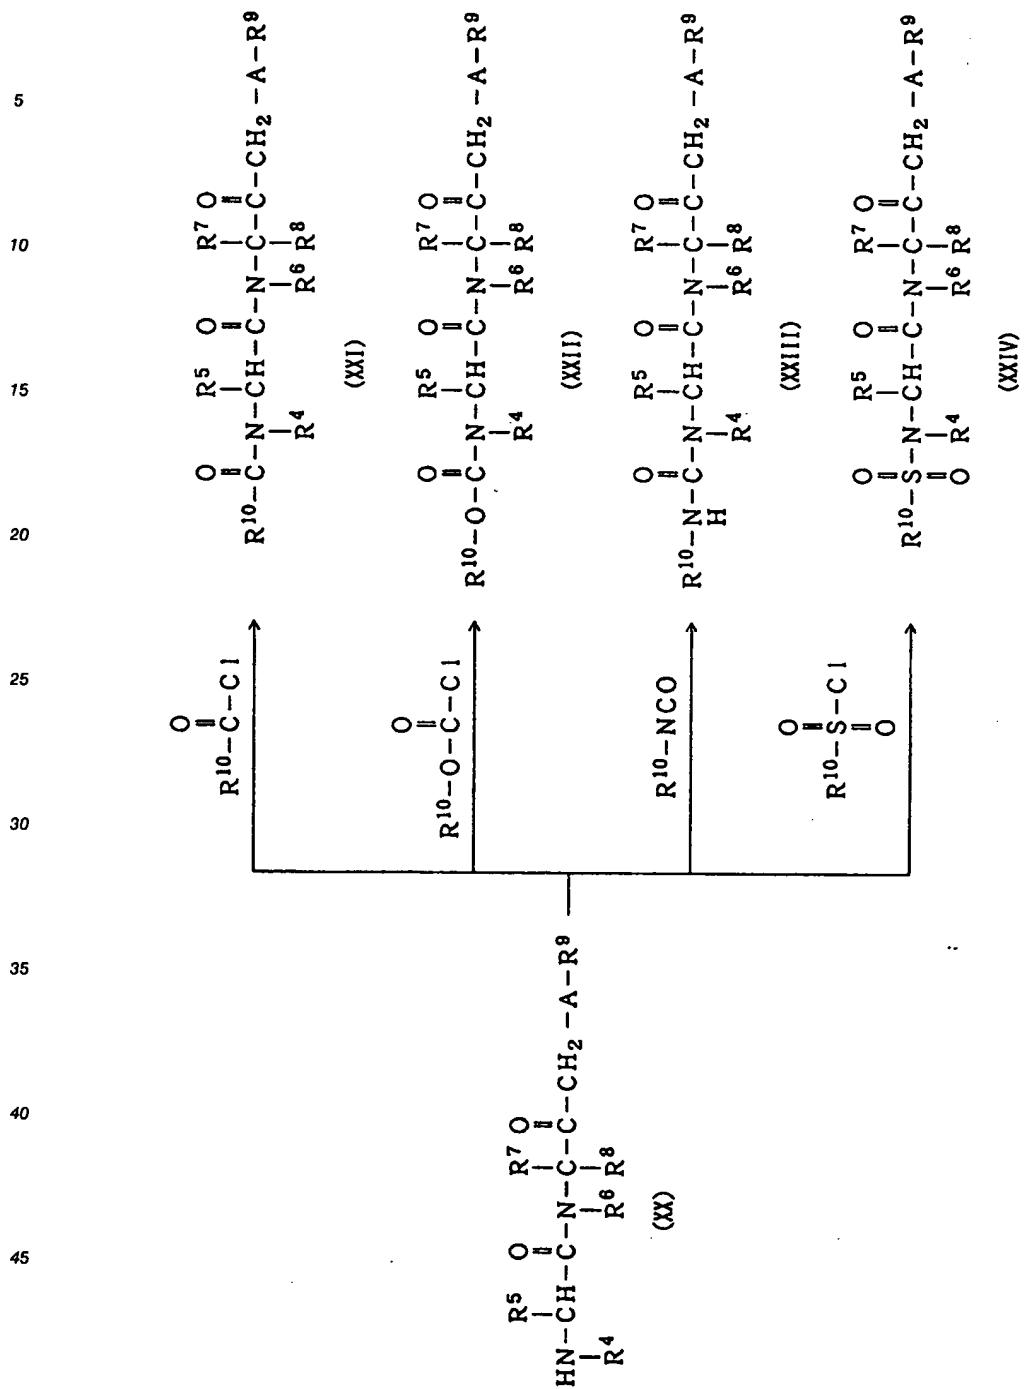 5
10
15
20
25
30
35
40
45
R⁵ O R⁷ O
HN-CH-C-N-C-C-CH₂-A-R⁹
R⁴ R⁶ R⁸
(XX)
O
R¹⁰-C-Cl
O R⁵ O R⁷ O
R¹⁰-C-N-CH-C-N-C-C-CH₂-A-R⁹
R⁴ R⁶ R⁸
(XXI)
O
R¹⁰-O-C-Cl
O R⁵ O R⁷ O
R¹⁰-O-C-N-CH-C-N-C-C-CH₂-A-R⁹
R⁴ R⁶ R⁸
(XXII)
R¹⁰-NCO
O R⁵ O R⁷ O
R¹⁰-N-C-N-CH-C-N-C-C-CH₂-A-R⁹
H R⁴ R⁶ R⁸
(XXIII)
O
R¹⁰-S-Cl
O
O R⁵ O R⁷ O
R¹⁰-S-N-CH-C-N-C-C-CH₂-A-R⁹
O R⁴ R⁶ R⁸
(XXIV)